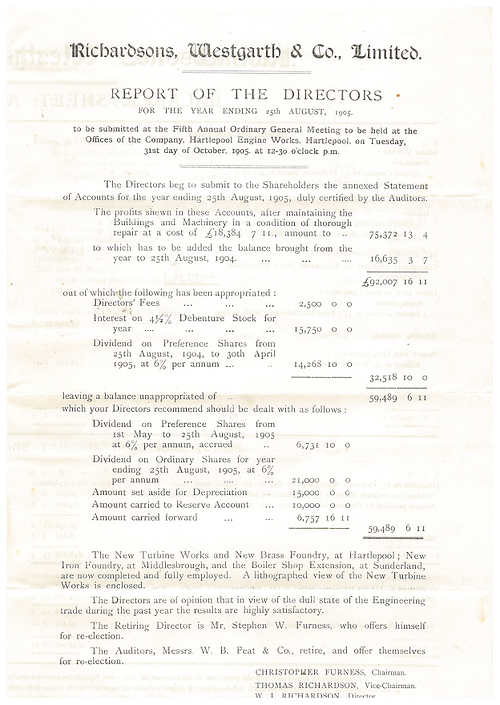 Richardsons, Westgarth & Co., Limited.
REPORT OF THE DIRECTORS
FOR THE YEAR ENDING 25th AUGUST, 1905,
to be submitted at the Fifth Annual Ordinary General Meeting to be held at the
Offices of the Company, Hartlepool Engine Works, Hartlepool, on Tuesday,
31st day of October, 1905, at 12-30 o'clock p.m.
The Directors beg to submit to the Shareholders the annexed Statement
of Accounts for the year ending 25th August, 1905, duly certified by the Auditors.
The profits shewn in these Accounts, after maintaining the
Buildings and Machinery in a condition of thorough
repair at a cost of £18,384 7 11, amount to .. 75,372 13 4
to which has to be added the balance brought from the
year to 25th August, 1904. ... ... .... 16,635 3 7
£92,007 16 11
out of which the following has been appropriated :
Directors' Fees ... ... ... 2,500 0 0
Interest on 4½% Debenture Stock for
year .... ... ... ... 15,750 0 0
Dividend on Preference Shares from
25th August, 1904, to 30th April
1905, at 6% per annum ... .. 14,268 10 0
32,518 10 0
leaving a balance unappropriated of .. 59,489 6 11
which your Directors recommend should be dealt with as follows :
Dividend on Preference Shares from
1st May to 25th August, 1905
at 6% per annum, accrued .. 6,731 10 0
Dividend on Ordinary Shares for year
ending 25th August, 1905, at 6%
per annum ... .... ... 21,000 0 0
Amount set aside for Depreciation .. 15,000 0 0
Amount carried to Reserve Account ... 10,000 0 0
Amount carried forward ... ... 6,757 16 11
59,489 6 11
The New Turbine Works and New Brass Foundry, at Hartlepool ; New
Iron Foundry, at Middlesbrough, and the Boiler Shop Extension, at Sunderland,
are now completed and fully employed. A lithographed view of the New Turbine
Works is enclosed.
The Directors are of opinion that in view of the dull state of the Engineering
trade during the past year the results are highly satisfactory.
The Retiring Director is Mr. Stephen W. Furness, who offers himself
for re-election.
The Auditors, Messrs. W. B. Peat & Co., retire, and offer themselves
for re-election.
CHRISTOPHER FURNESS, Chairman.
THOMAS RICHARDSON, Vice-Chairman.
W. J. RICHARDSON, Director